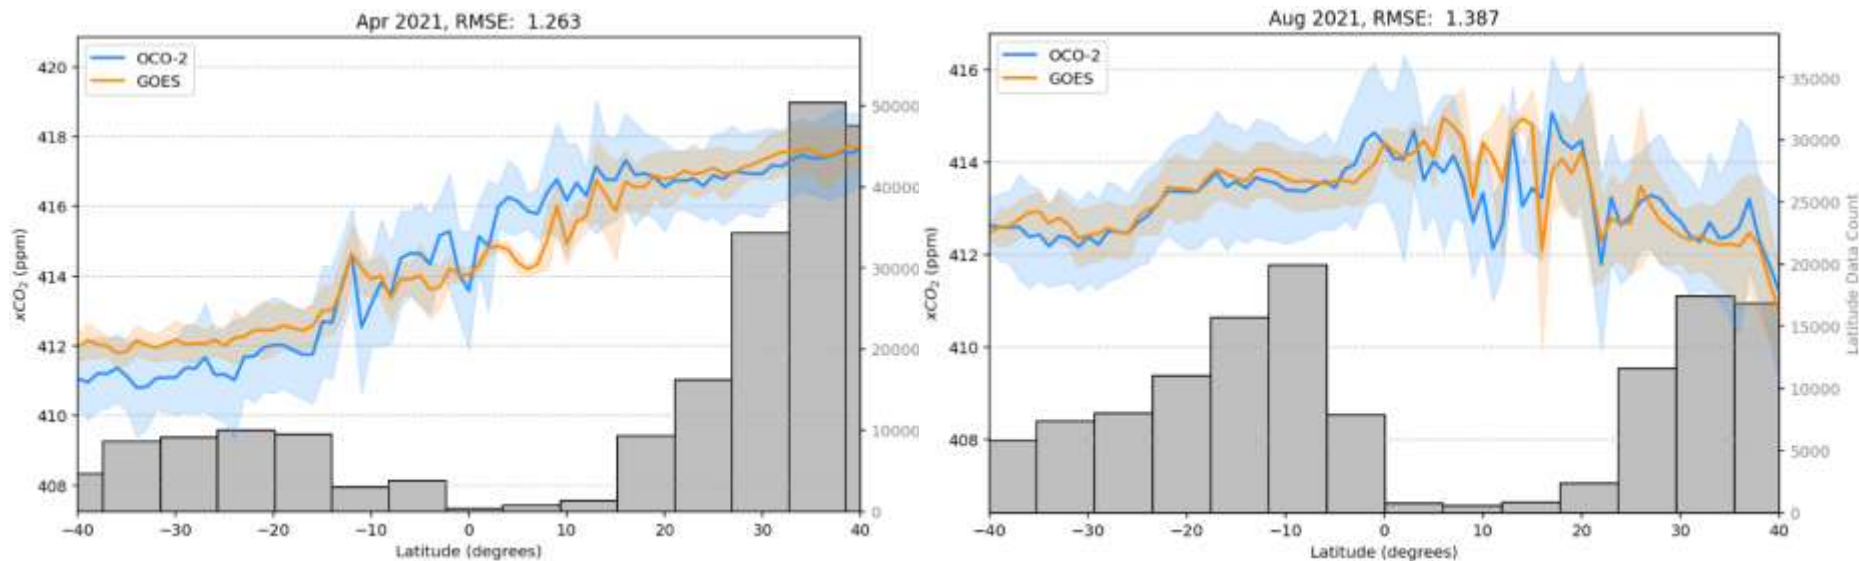 Apr 2021, RMSE: 1.263
OCO-2
GOES
420
418
416
414
412
410
408
xCO2 (ppm)
50000
40000
30000
20000
10000
0
−40 −30 −20 −10 0 10 20 30 40
Latitude (degrees)
Aug 2021, RMSE: 1.387
OCO-2
GOES
416
414
412
410
408
xCO2 (ppm)
35000
30000
25000
20000
15000
10000
5000
0
Latitude Data Count
−40 −30 −20 −10 0 10 20 30 40
Latitude (degrees)